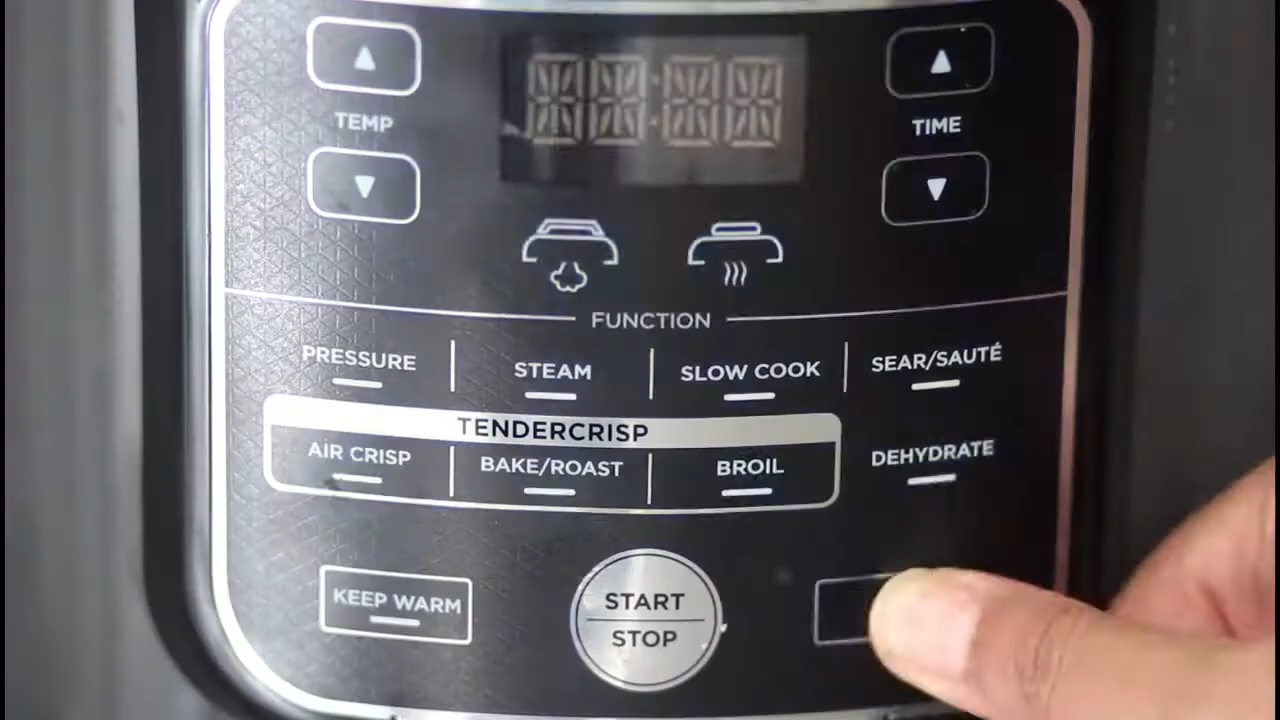 TEMP
TIME
FUNCTION
PRESSURE
STEAM
SLOW COOK
SEAR/SAUTÉ
TENDERCRISP
AIR CRISP
BAKE/ROAST
BROIL
DEHYDRATE
KEEP WARM
START
STOP